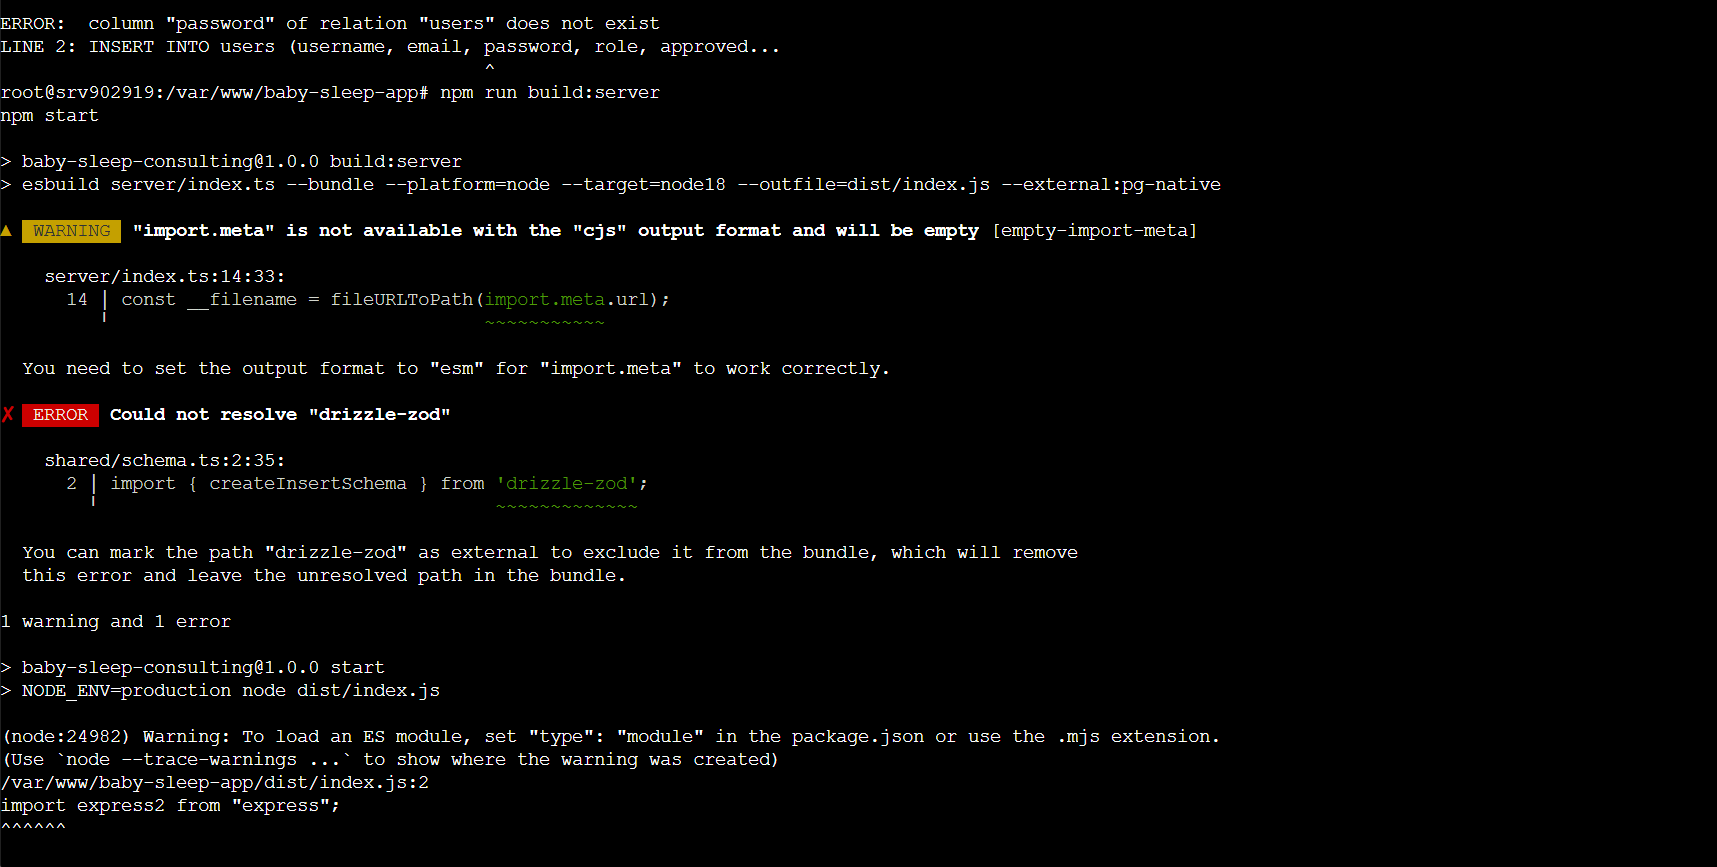 ERROR:  column "password" of relation "users" does not exist
LINE 2: INSERT INTO users (username, email, password, role, approved...
^
root@srv902919:/var/www/baby-sleep-app# npm run build:server
npm start
> baby-sleep-consulting@1.0.0 build:server
> esbuild server/index.ts --bundle --platform=node --target=node18 --outfile=dist/index.js --external:pg-native
▲ WARNING "import.meta" is not available with the "cjs" output format and will be empty [empty-import-meta]
server/index.ts:14:33:
14 │ const __filename = fileURLToPath(import.meta.url);
╵ ~~~~~~~~~~~
You need to set the output format to "esm" for "import.meta" to work correctly.
✘ ERROR Could not resolve "drizzle-zod"
shared/schema.ts:2:35:
2 │ import { createInsertSchema } from 'drizzle-zod';
╵ ~~~~~~~~~~~~~
You can mark the path "drizzle-zod" as external to exclude it from the bundle, which will remove
this error and leave the unresolved path in the bundle.
1 warning and 1 error
> baby-sleep-consulting@1.0.0 start
> NODE_ENV=production node dist/index.js
(node:24982) Warning: To load an ES module, set "type": "module" in the package.json or use the .mjs extension.
(Use `node --trace-warnings ...` to show where the warning was created)
/var/www/baby-sleep-app/dist/index.js:2
import express2 from "express";
^^^^^^